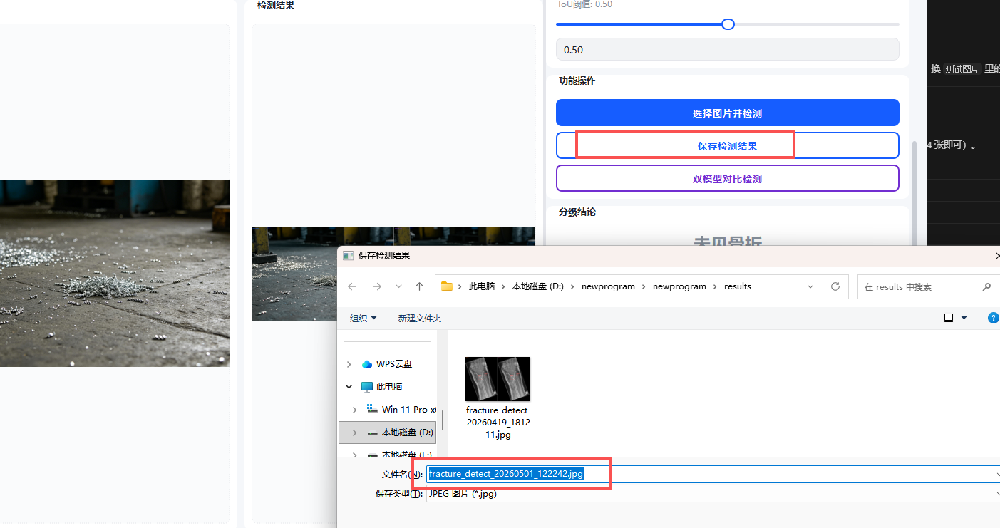 检测结果
IoU阈值: 0.50
0.50
功能操作
选择图片并检测
保存检测结果
双模型对比检测
分级结论
未见骨折
换 测试图片 里的
4 张即可）。
保存检测结果
此电脑 › 本地磁盘 (D:) › newprogram › newprogram › results
在 results 中搜索
组织
新建文件夹
WPS云盘
此电脑
Win 11 Pro x
本地磁盘 (D:)
本地磁盘 (E:)
fracture_detect_
20260419_1812
11.jpg
文件名(N):
fracture_detect_20260501_122242.jpg
保存类型(T):
JPEG 图片 (*.jpg)